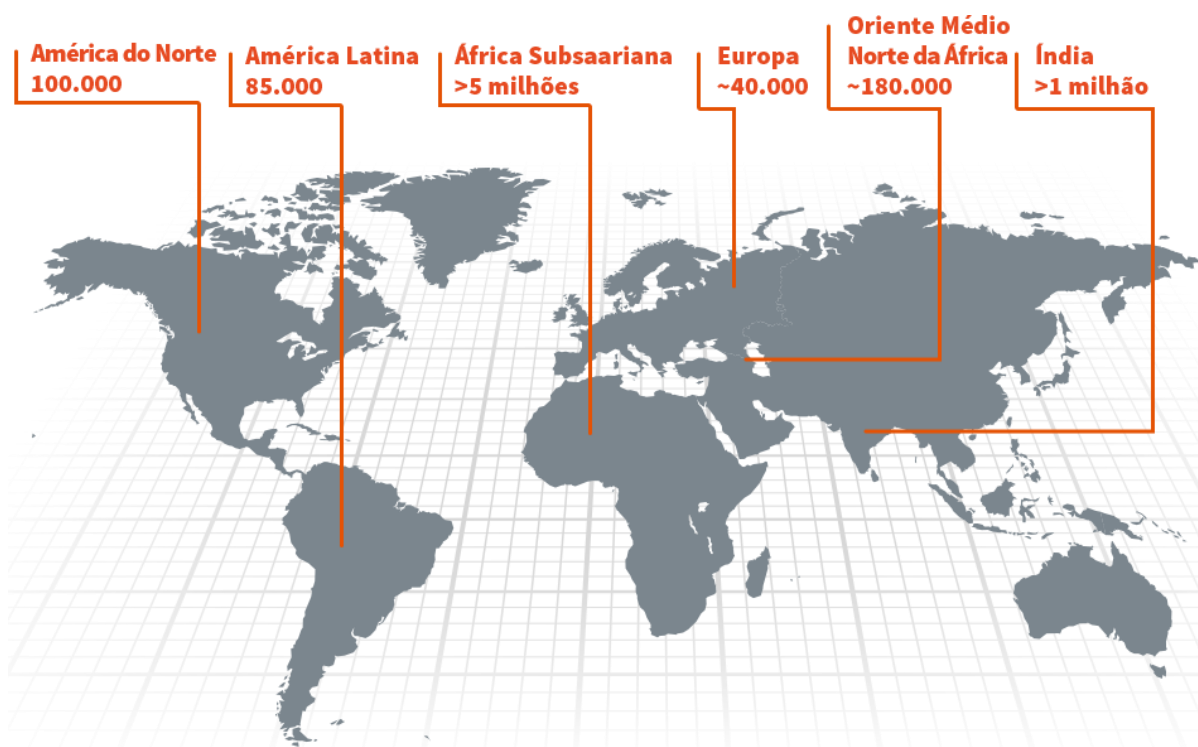 América do Norte
100.000
América Latina
85.000
África Subsaariana
>5 milhões
Europa
~40.000
Oriente Médio
Norte da África
~180.000
Índia
>1 milhão